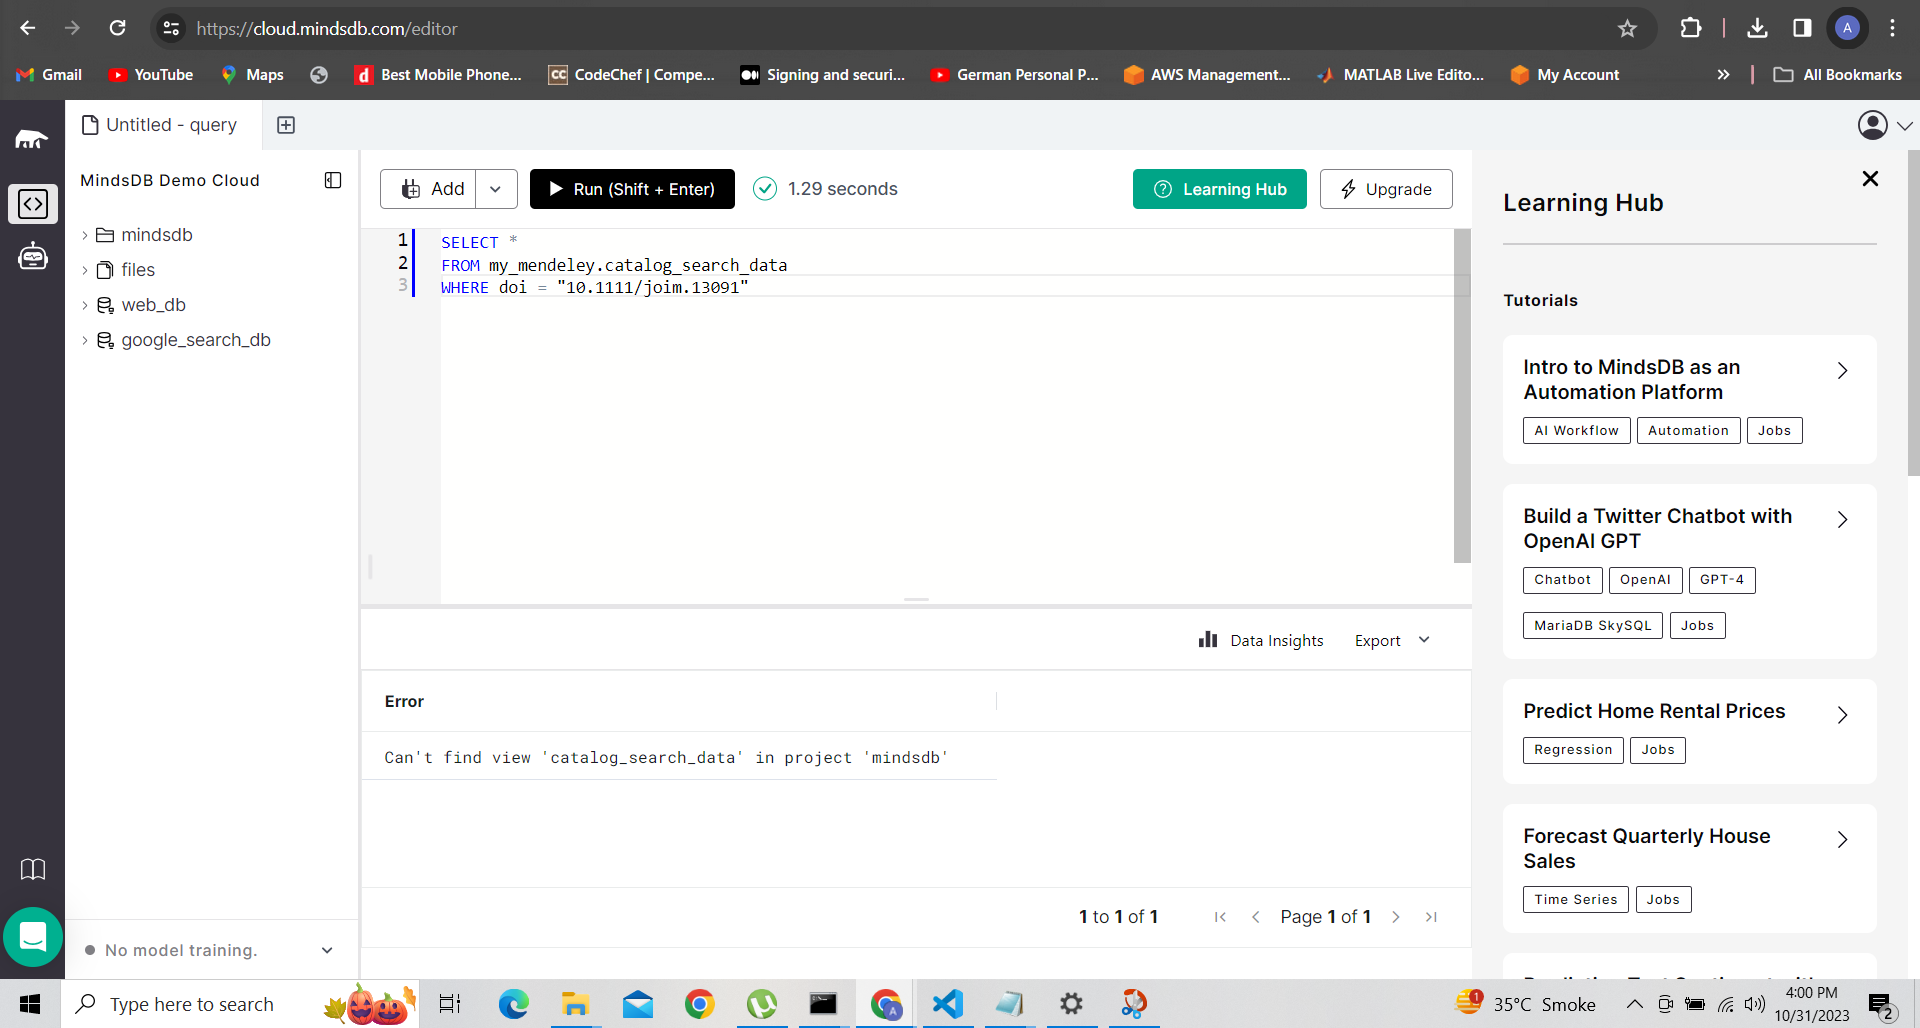 https://cloud.mindsdb.com/editor
A
Gmail
YouTube
Maps
Best Mobile Phone...
CodeChef | Compe...
Signing and securi...
German Personal P...
AWS Management...
MATLAB Live Edito...
My Account
All Bookmarks
Untitled - query
MindsDB Demo Cloud
mindsdb
files
web_db
google_search_db
Add
Run (Shift + Enter)
1.29 seconds
Learning Hub
Upgrade
1 SELECT *
2 FROM my_mendeley.catalog_search_data
3 WHERE doi = "10.1111/joim.13091"
Data Insights
Export
Error
Can't find view 'catalog_search_data' in project 'mindsdb'
1 to 1 of 1
Page 1 of 1
No model training.
Learning Hub
Tutorials
Intro to MindsDB as an
Automation Platform
AI Workflow
Automation
Jobs
Build a Twitter Chatbot with
OpenAI GPT
Chatbot
OpenAI
GPT-4
MariaDB SkySQL
Jobs
Predict Home Rental Prices
Regression
Jobs
Forecast Quarterly House
Sales
Time Series
Jobs
Type here to search
1
35°C Smoke
4:00 PM
10/31/2023
2